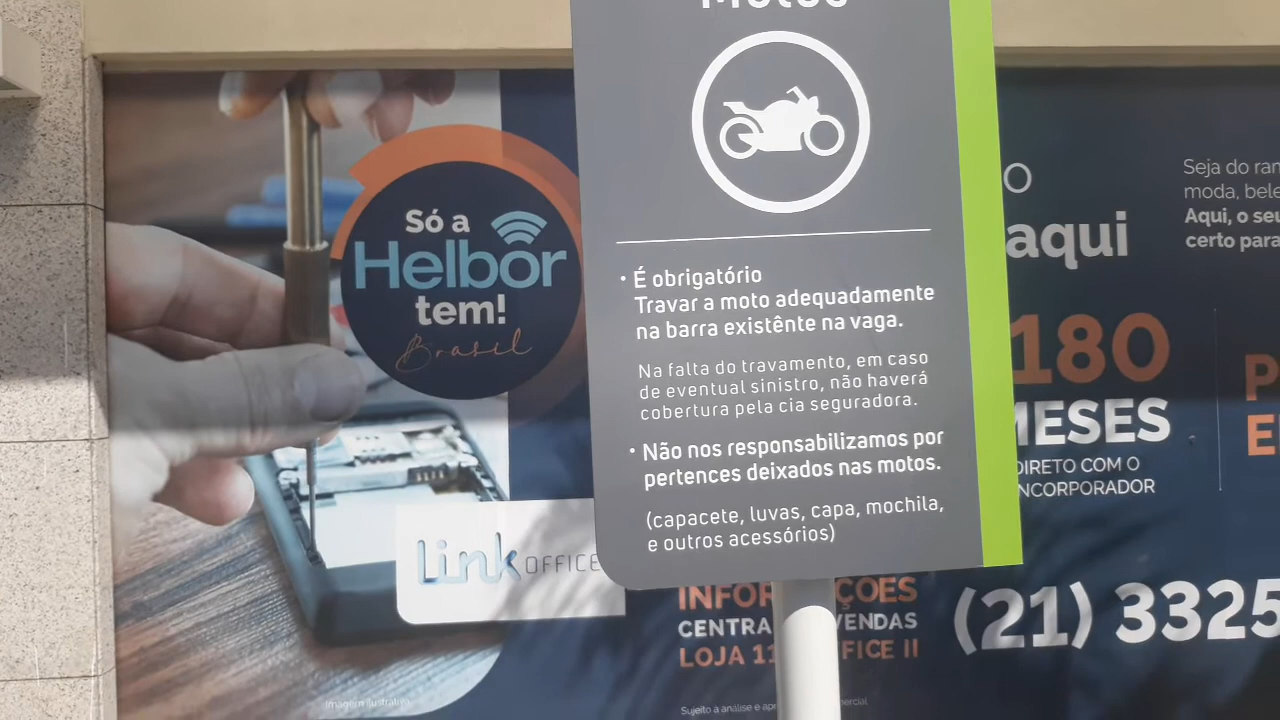 Motos
• É obrigatório
Travar a moto adequadamente
na barra existênte na vaga.
Na falta do travamento, em caso
de eventual sinistro, não haverá
cobertura pela cia seguradora.
• Não nos responsabilizamos por
pertences deixados nas motos.
(capacete, luvas, capa, mochila,
e outros acessórios)
Só a
Helbor
tem!
Brasil
Link OFFICE
Imagem ilustrativa
aqui
180
MESES
DIRETO COM O
INCORPORADOR
Seja do
moda,
Aqui, o seu
certo para
CENTRA VENDAS
LOJA 11
(21) 3325
Sujeito à análise e